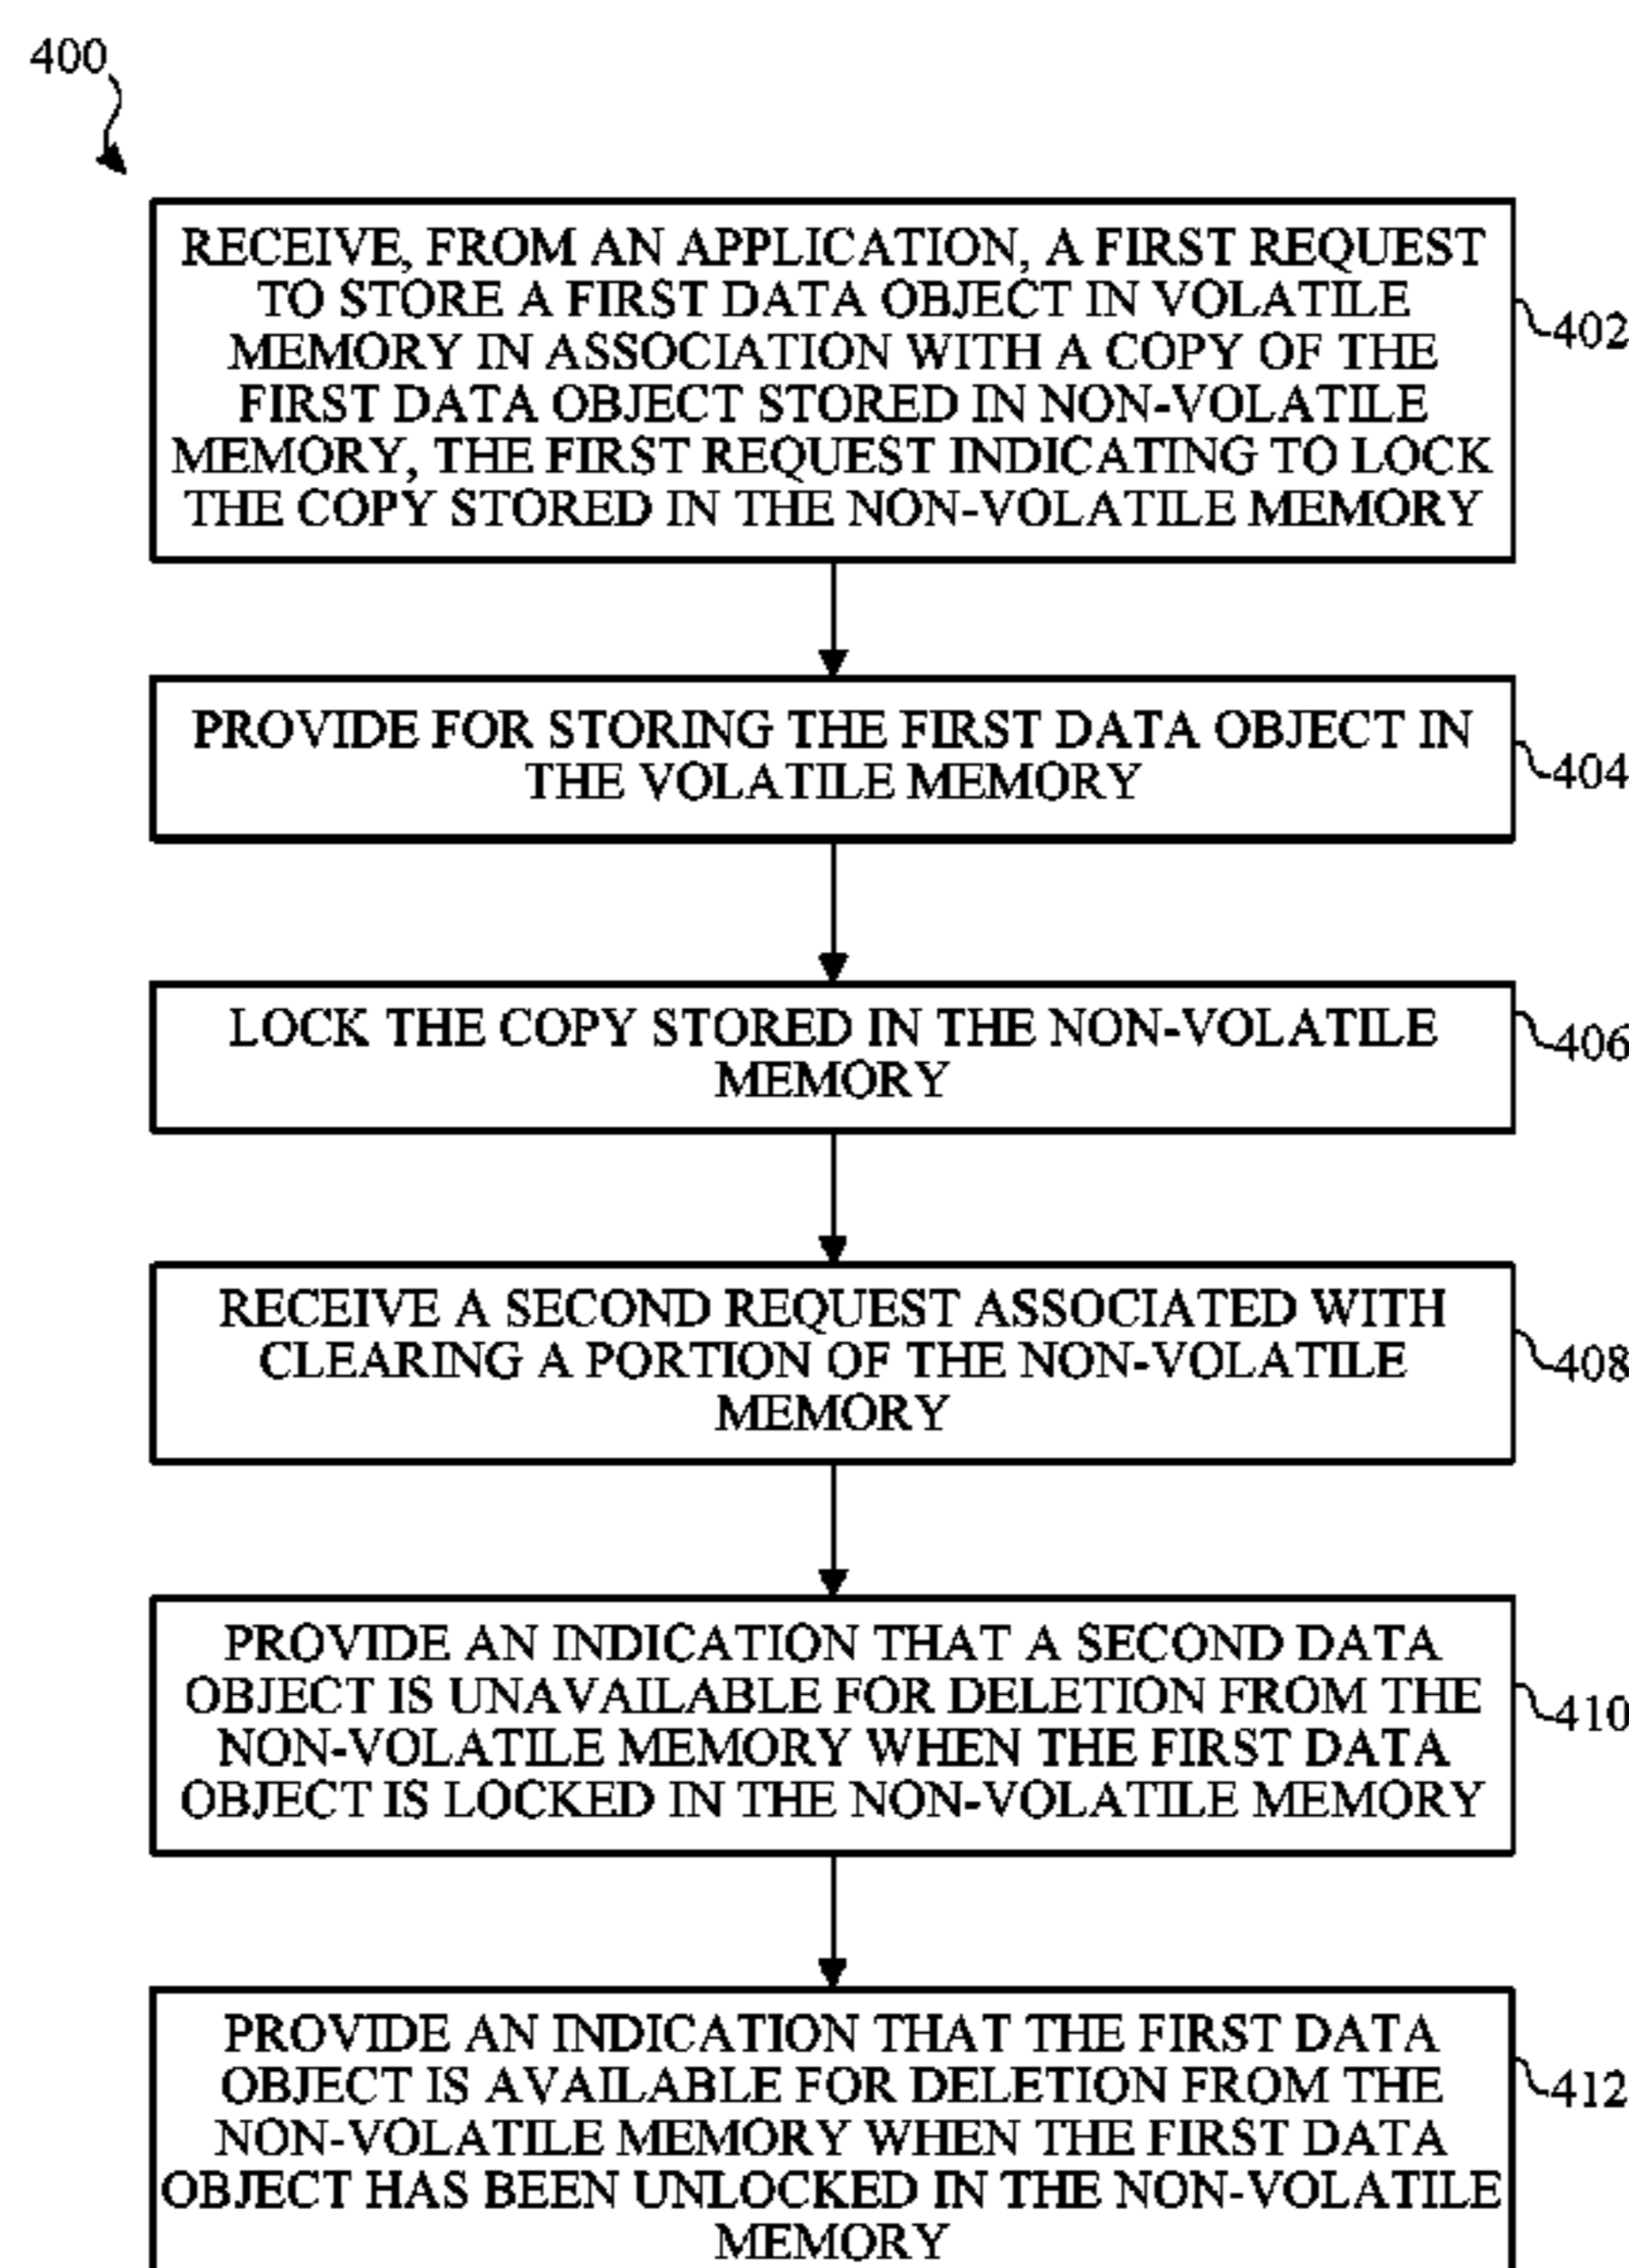 400
RECEIVE, FROM AN APPLICATION, A FIRST REQUEST
TO STORE A FIRST DATA OBJECT IN VOLATILE
MEMORY IN ASSOCIATION WITH A COPY OF THE
FIRST DATA OBJECT STORED IN NON-VOLATILE
MEMORY, THE FIRST REQUEST INDICATING TO LOCK
THE COPY STORED IN THE NON-VOLATILE MEMORY
402
PROVIDE FOR STORING THE FIRST DATA OBJECT IN
THE VOLATILE MEMORY
404
LOCK THE COPY STORED IN THE NON-VOLATILE
MEMORY
406
RECEIVE A SECOND REQUEST ASSOCIATED WITH
CLEARING A PORTION OF THE NON-VOLATILE
MEMORY
408
PROVIDE AN INDICATION THAT A SECOND DATA
OBJECT IS UNAVAILABLE FOR DELETION FROM THE
NON-VOLATILE MEMORY WHEN THE FIRST DATA
OBJECT IS LOCKED IN THE NON-VOLATILE MEMORY
410
PROVIDE AN INDICATION THAT THE FIRST DATA
OBJECT IS AVAILABLE FOR DELETION FROM THE
NON-VOLATILE MEMORY WHEN THE FIRST DATA
OBJECT HAS BEEN UNLOCKED IN THE NON-VOLATILE
MEMORY
412